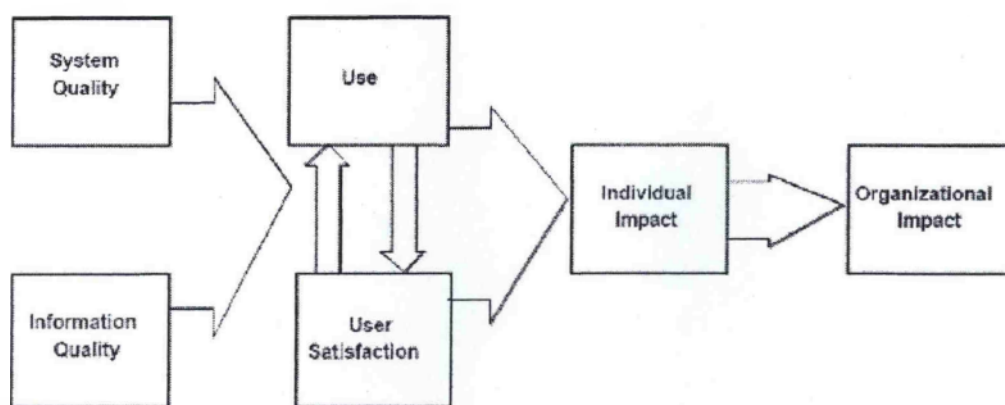 System
Quality
Use
Individual
Impact
Organizational
Impact
Information
Quality
User
Satisfaction